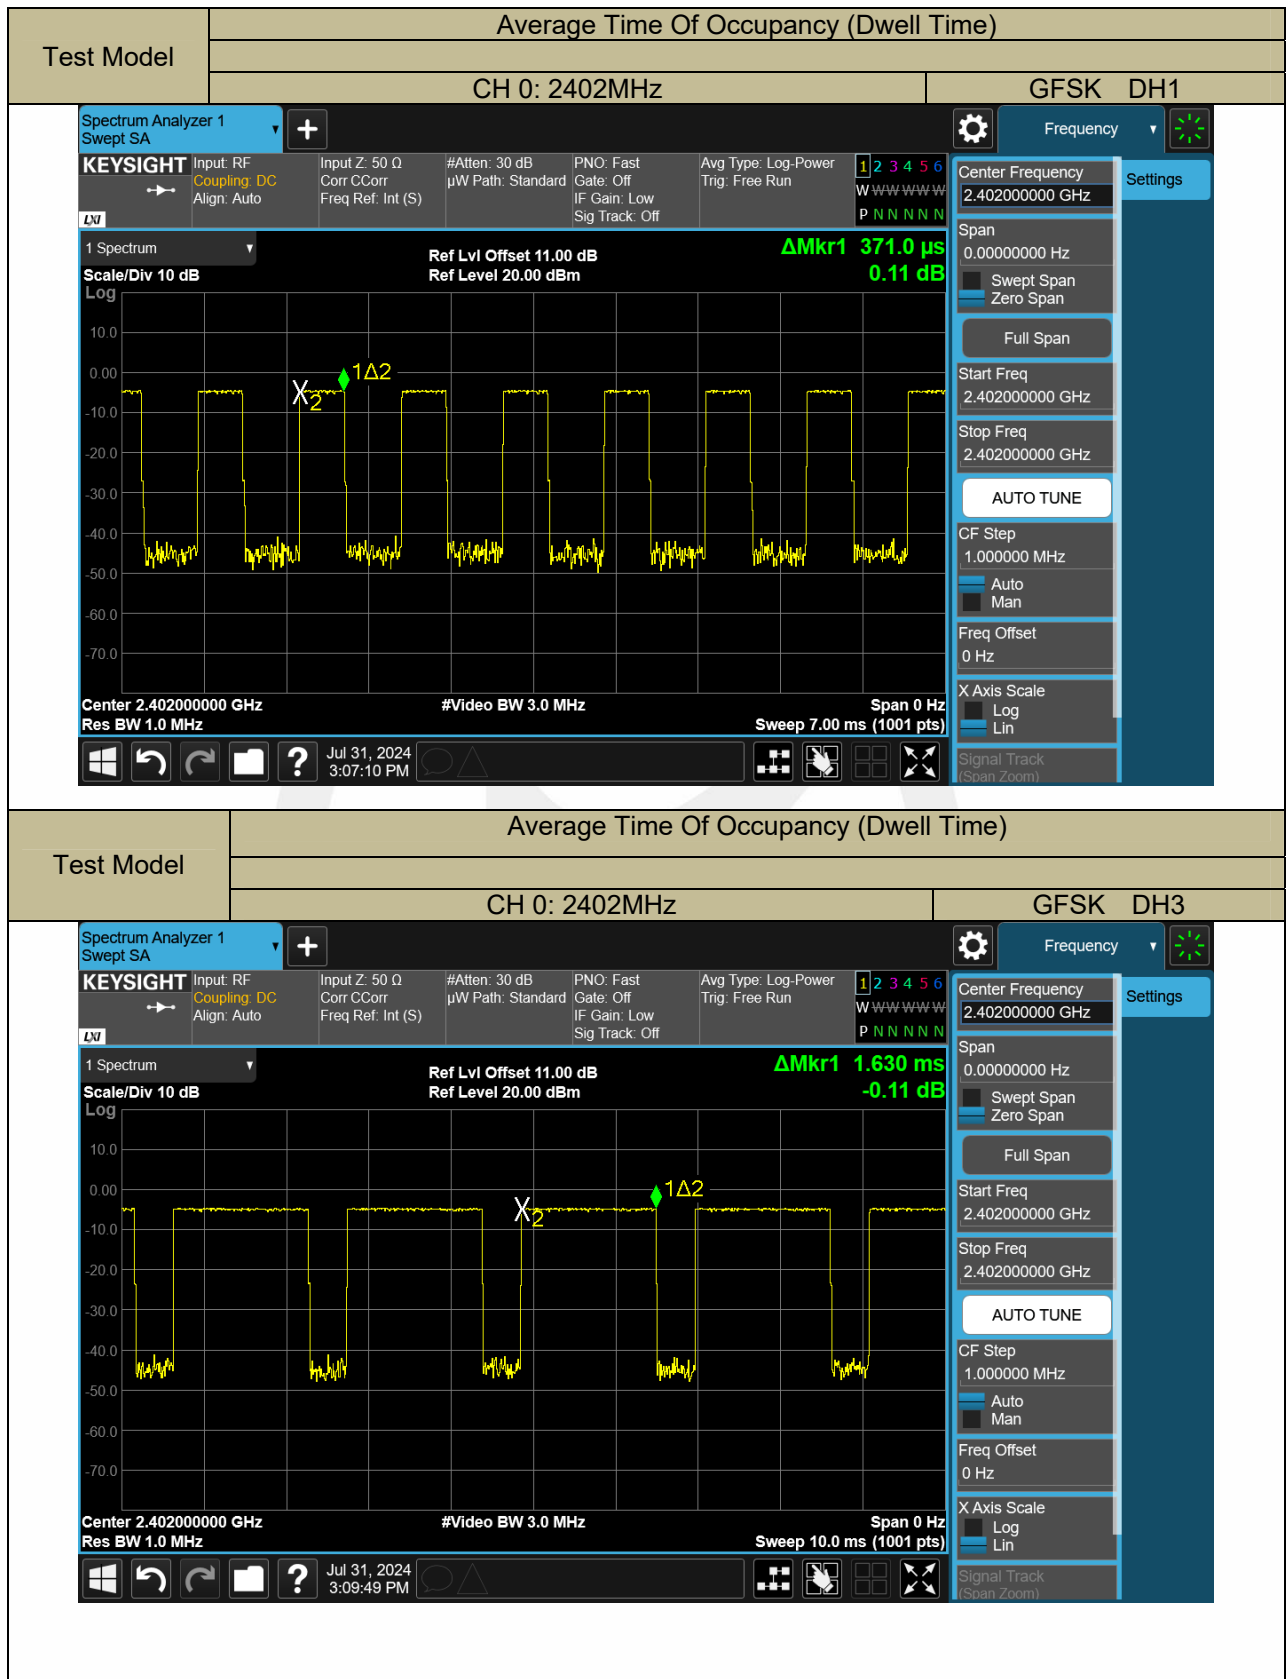 Test Model
Average Time Of Occupancy (Dwell Time)
CH 0: 2402MHz
GFSK DH1
Spectrum Analyzer 1
Swept SA
Frequency
KEYSIGHT
LXI
Input: RF
Coupling: DC
Align: Auto
Input Z: 50 Ω
Corr CCorr
Freq Ref: Int (S)
#Atten: 30 dB
µW Path: Standard
PNO: Fast
Gate: Off
IF Gain: Low
Sig Track: Off
Avg Type: Log-Power
Trig: Free Run
1 2 3 4 5 6
W W W W W W
P N N N N N
1 Spectrum
Scale/Div 10 dB
Ref Lvl Offset 11.00 dB
Ref Level 20.00 dBm
ΔMkr1 371.0 µs
0.11 dB
Log
10.0
0.00
-10.0
-20.0
-30.0
-40.0
-50.0
-60.0
-70.0
1Δ2
X2
Center 2.402000000 GHz
Res BW 1.0 MHz
#Video BW 3.0 MHz
Span 0 Hz
Sweep 7.00 ms (1001 pts)
Jul 31, 2024
3:07:10 PM
Center Frequency
2.402000000 GHz
Settings
Span
0.00000000 Hz
Swept Span
Zero Span
Full Span
Start Freq
2.402000000 GHz
Stop Freq
2.402000000 GHz
AUTO TUNE
CF Step
1.000000 MHz
Auto
Man
Freq Offset
0 Hz
X Axis Scale
Log
Lin
Signal Track
(Span Zoom)
Test Model
Average Time Of Occupancy (Dwell Time)
CH 0: 2402MHz
GFSK DH3
Spectrum Analyzer 1
Swept SA
Frequency
KEYSIGHT
LXI
Input: RF
Coupling: DC
Align: Auto
Input Z: 50 Ω
Corr CCorr
Freq Ref: Int (S)
#Atten: 30 dB
µW Path: Standard
PNO: Fast
Gate: Off
IF Gain: Low
Sig Track: Off
Avg Type: Log-Power
Trig: Free Run
1 2 3 4 5 6
W W W W W W
P N N N N N
1 Spectrum
Scale/Div 10 dB
Ref Lvl Offset 11.00 dB
Ref Level 20.00 dBm
ΔMkr1 1.630 ms
-0.11 dB
Log
10.0
0.00
-10.0
-20.0
-30.0
-40.0
-50.0
-60.0
-70.0
1Δ2
X2
Center 2.402000000 GHz
Res BW 1.0 MHz
#Video BW 3.0 MHz
Span 0 Hz
Sweep 10.0 ms (1001 pts)
Jul 31, 2024
3:09:49 PM
Center Frequency
2.402000000 GHz
Settings
Span
0.00000000 Hz
Swept Span
Zero Span
Full Span
Start Freq
2.402000000 GHz
Stop Freq
2.402000000 GHz
AUTO TUNE
CF Step
1.000000 MHz
Auto
Man
Freq Offset
0 Hz
X Axis Scale
Log
Lin
Signal Track
(Span Zoom)